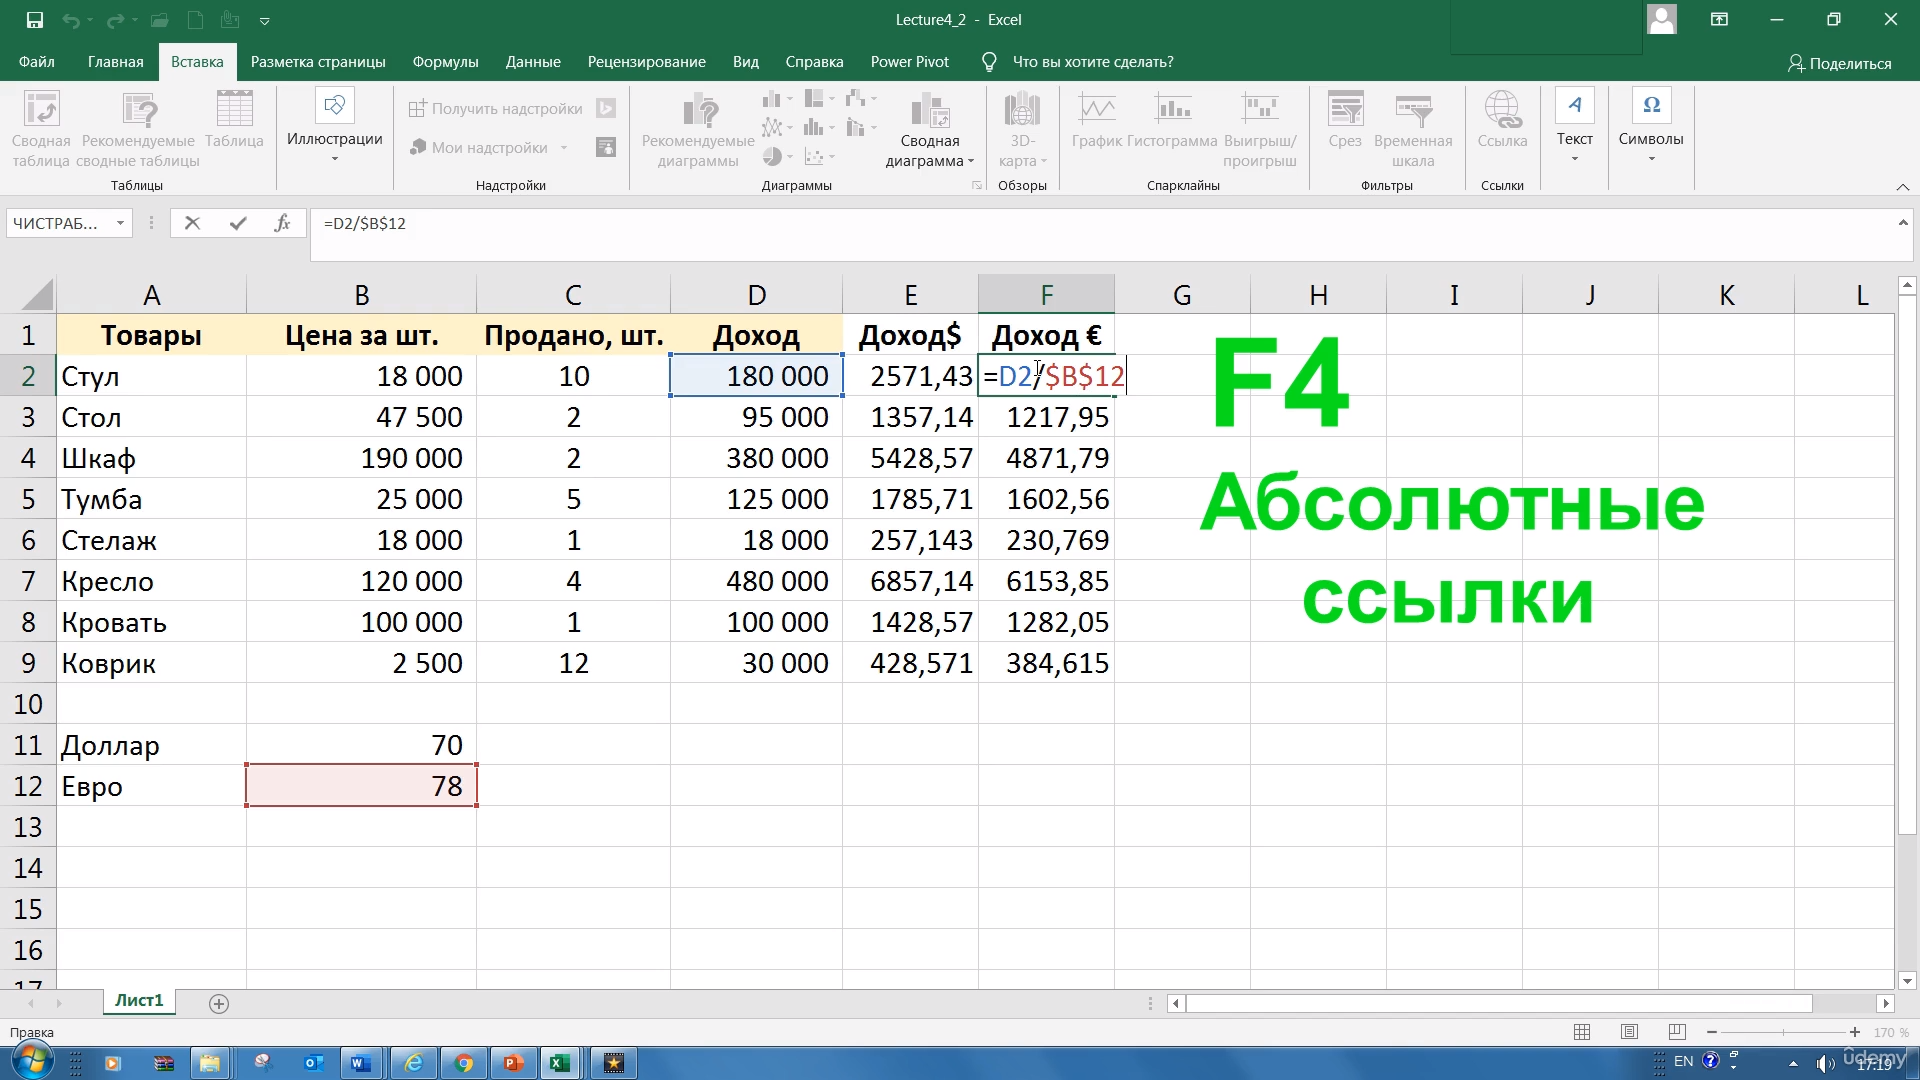 Lecture4_2 - Excel
Файл Главная Вставка Разметка страницы Формулы Данные Рецензирование Вид Справка Power Pivot Что вы хотите сделать? Поделиться
Сводная таблица
Рекомендуемые сводные таблицы
Таблица
Таблицы
Иллюстрации
Получить надстройки
Мои надстройки
Надстройки
Рекомендуемые диаграммы
Сводная диаграмма
Диаграммы
3D-карта
Обзоры
График Гистограмма Выигрыш/проигрыш
Спарклайны
Срез Временная шкала
Фильтры
Ссылка
Ссылки
Текст
Символы
ЧИСТРАБ... fx =D2/$B$12
A B C D E F G H I J K L
1 Товары Цена за шт. Продано, шт. Доход Доход$ Доход €
2 Стул 18 000 10 180 000 2571,43 =D2/$B$12
3 Стол 47 500 2 95 000 1357,14 1217,95
4 Шкаф 190 000 2 380 000 5428,57 4871,79
5 Тумба 25 000 5 125 000 1785,71 1602,56
6 Стелаж 18 000 1 18 000 257,143 230,769
7 Кресло 120 000 4 480 000 6857,14 6153,85
8 Кровать 100 000 1 100 000 1428,57 1282,05
9 Коврик 2 500 12 30 000 428,571 384,615
10
11 Доллар 70
12 Евро 78
13
14
15
16
17
F4
Абсолютные
ссылки
Лист1
Правка 170 %
EN 17:19
ûdemy